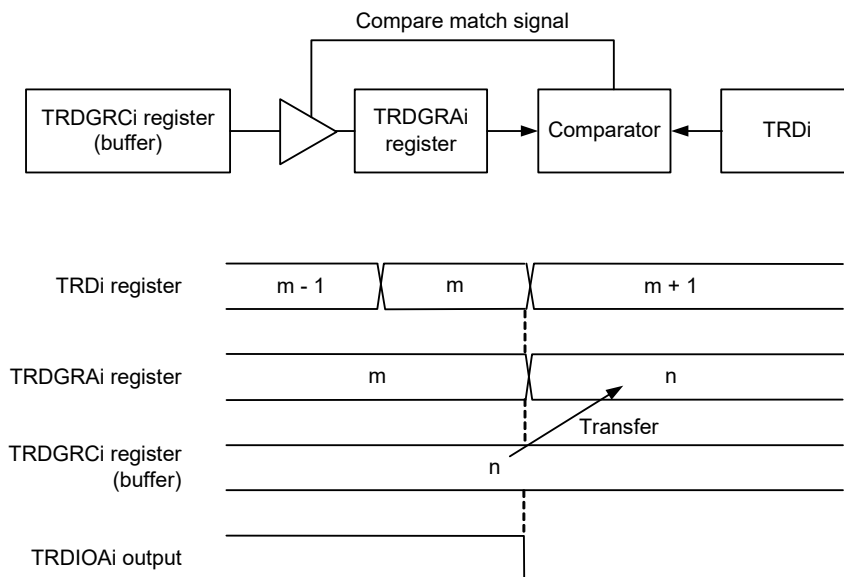 Compare match signal
TRDGRCi register
(buffer)
TRDGRAi
register
Comparator
TRDi
TRDi register
m - 1
m
m + 1
TRDGRAi register
m
n
Transfer
TRDGRCi register
(buffer)
n
TRDIOAi output